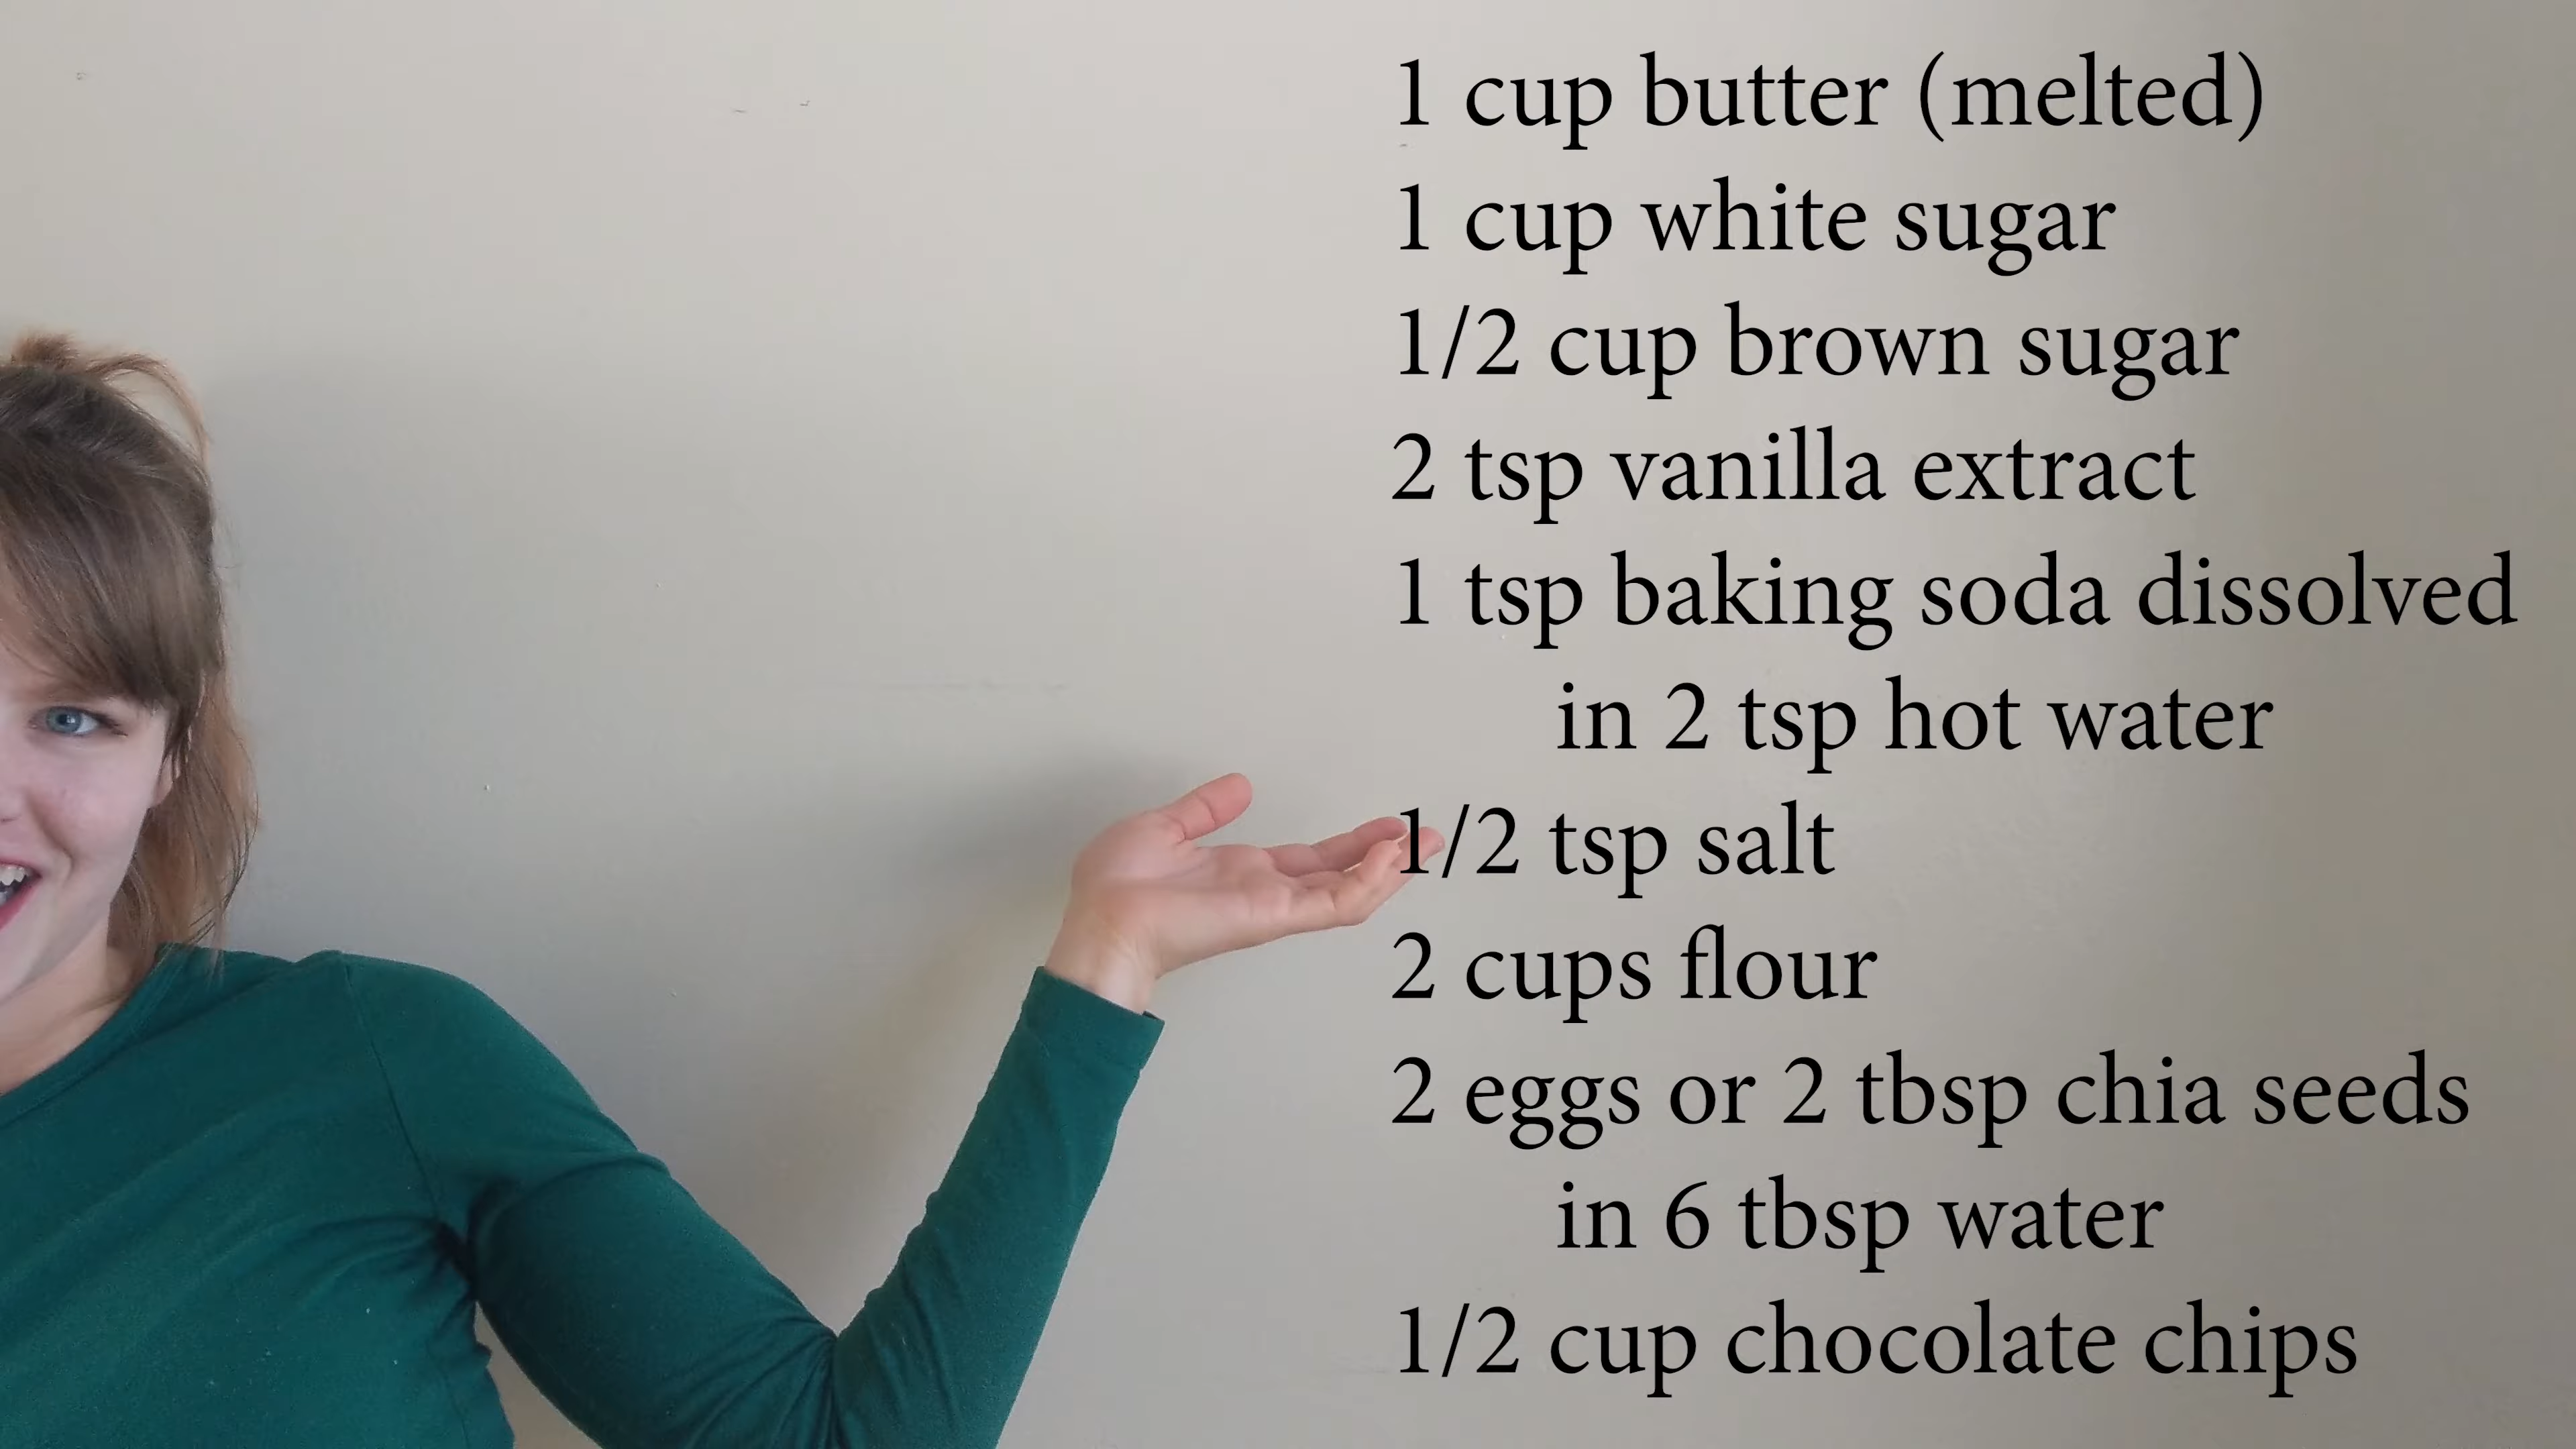 1 cup butter (melted)
1 cup white sugar
1/2 cup brown sugar
2 tsp vanilla extract
1 tsp baking soda dissolved
in 2 tsp hot water
1/2 tsp salt
2 cups flour
2 eggs or 2 tbsp chia seeds
in 6 tbsp water
1/2 cup chocolate chips